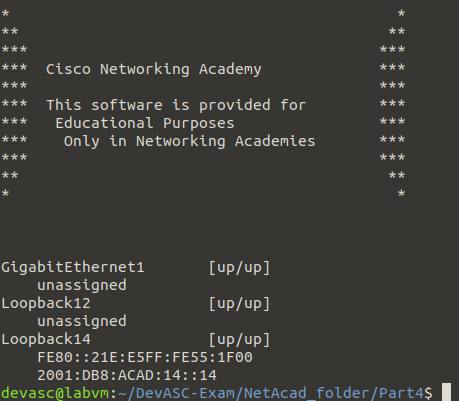 *                                           *
**                                         **
***                                       ***
***  Cisco Networking Academy             ***
***                                       ***
***  This software is provided for        ***
***   Educational Purposes                ***
***    Only in Networking Academies       ***
***                                       ***
**                                         **
*                                           *
GigabitEthernet1       [up/up]
    unassigned
Loopback12             [up/up]
    unassigned
Loopback14             [up/up]
    FE80::21E:E5FF:FE55:1F00
    2001:DB8:ACAD:14::14
devasc@labvm:~/DevASC-Exam/NetAcad_folder/Part4$